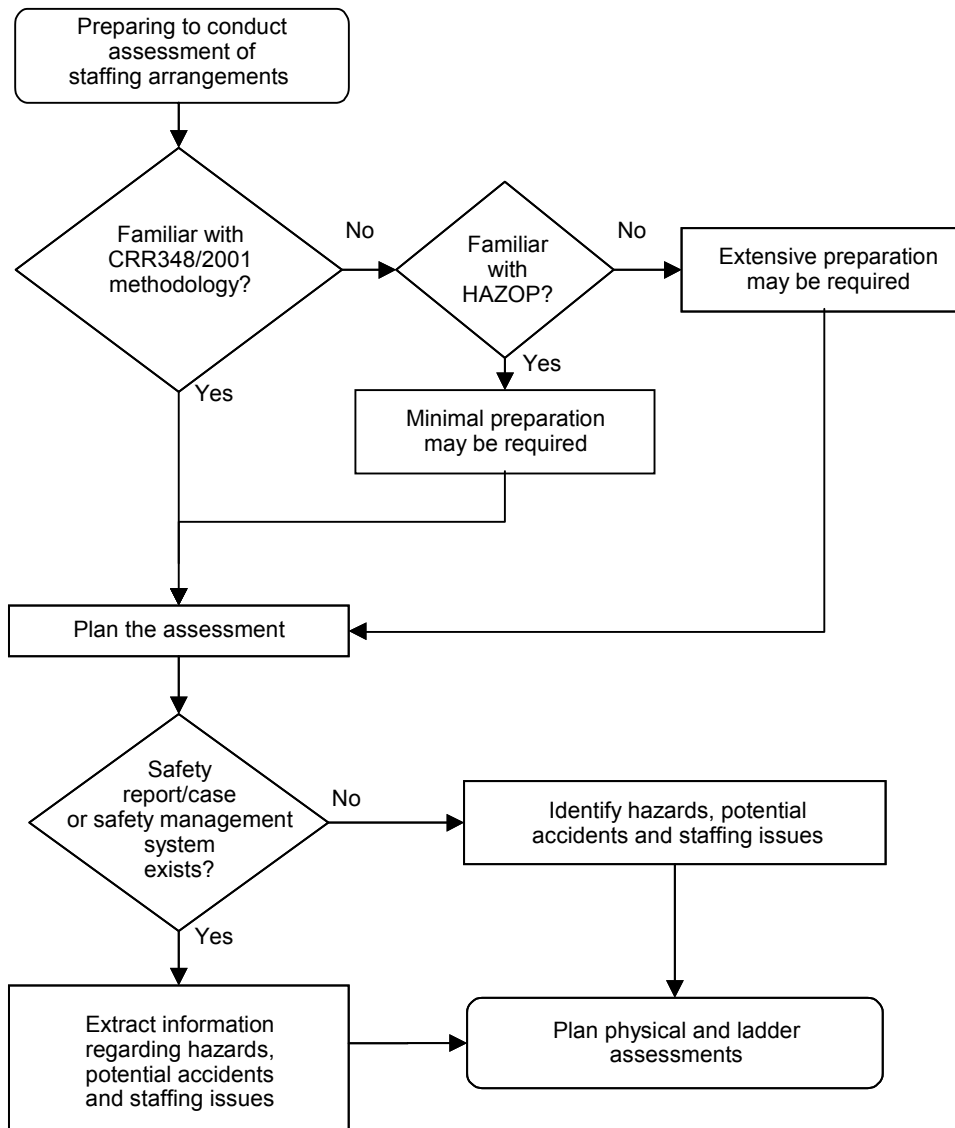 Preparing to conduct
assessment of
staffing arrangements
Familiar with
CRR348/2001
methodology?
No
Familiar
with
HAZOP?
No
Extensive preparation
may be required
Yes
Yes
Minimal preparation
may be required
Plan the assessment
Safety
report/case
or safety management
system
exists?
No
Identify hazards, potential
accidents and staffing issues
Yes
Extract information
regarding hazards,
potential accidents
and staffing issues
Plan physical and ladder
assessments